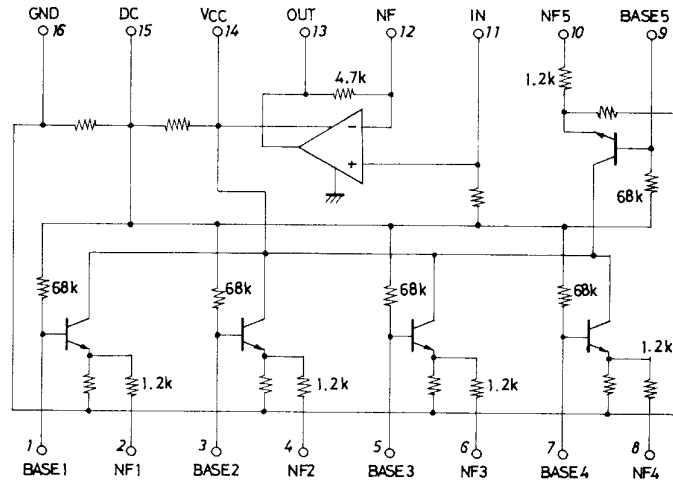 GND DC VCC OUT NF IN NF5 BASE5
16 15 14 13 12 11 10 9
4.7k
1.2k
−
+
68k
68k 68k 68k 68k
1.2k 1.2k 1.2k 1.2k
1 2 3 4 5 6 7 8
BASE1 NF1 BASE2 NF2 BASE3 NF3 BASE4 NF4